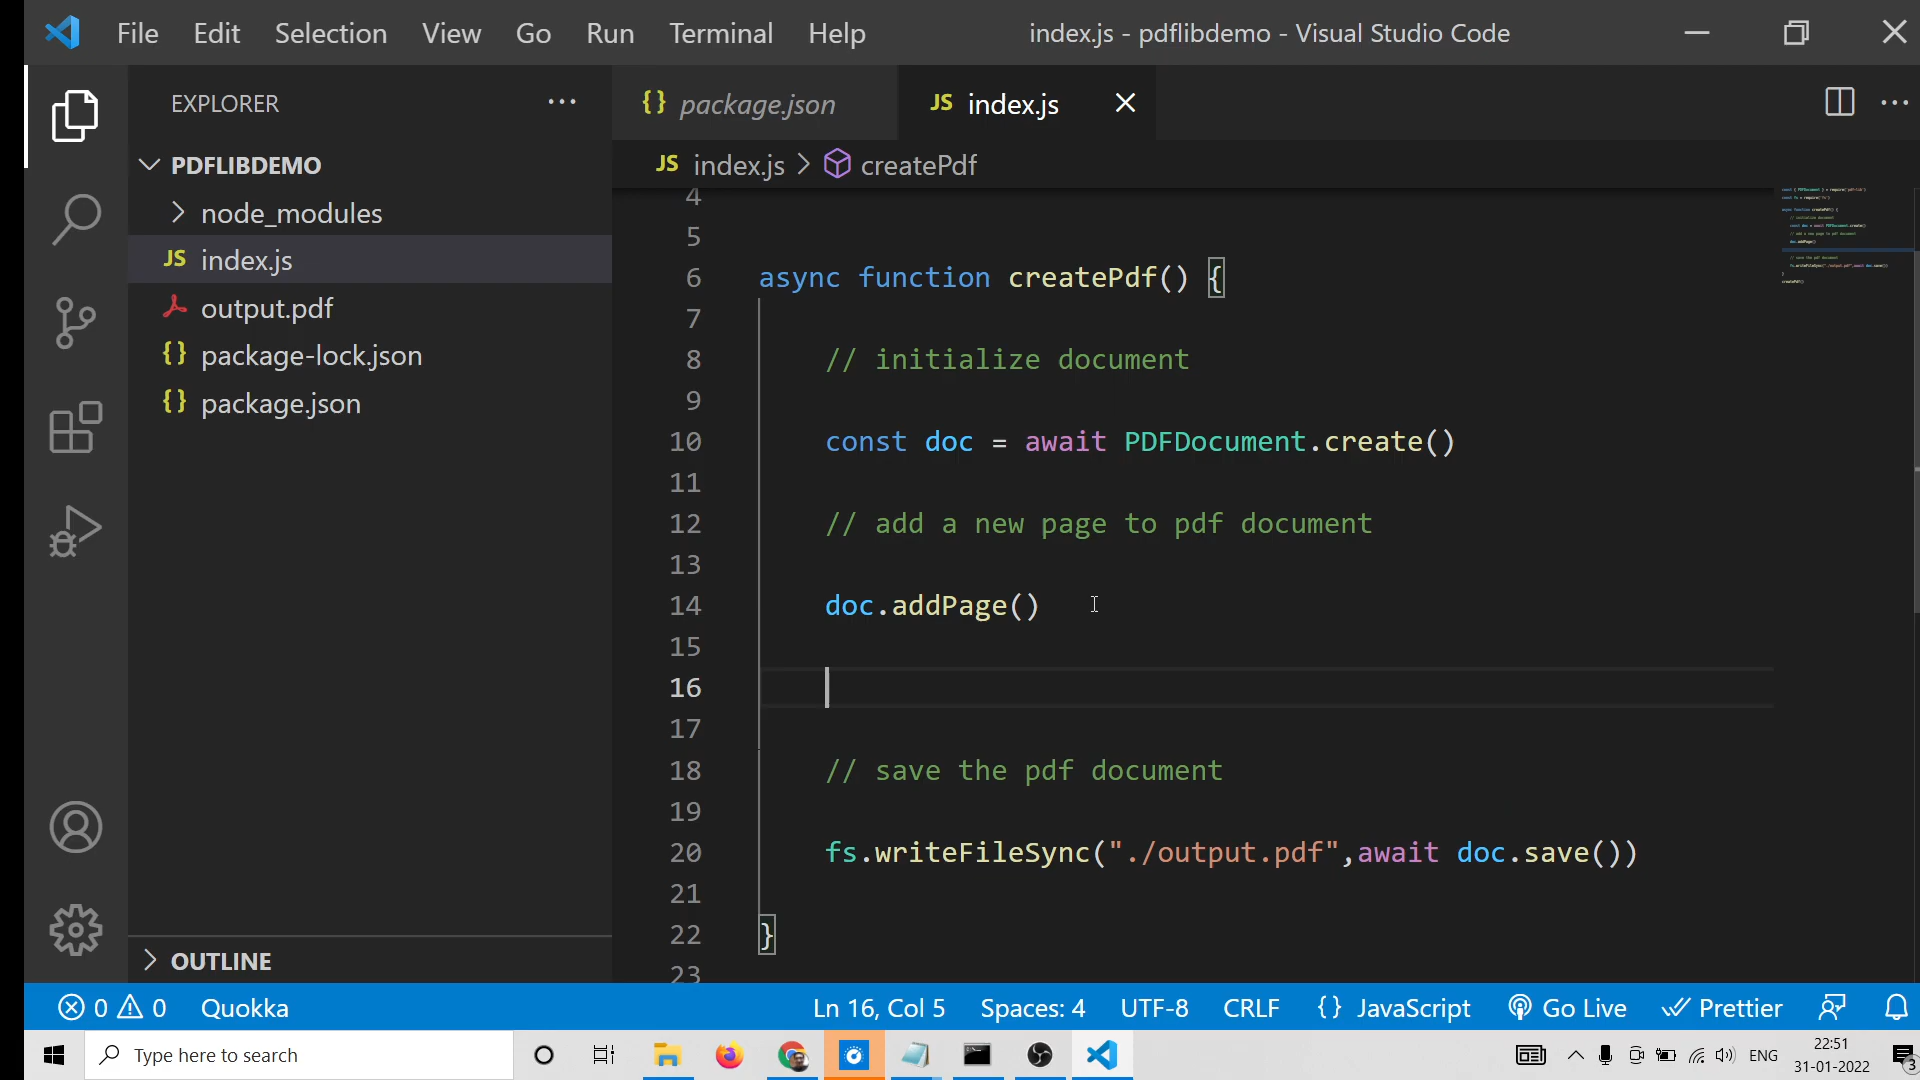 File Edit Selection View Go Run Terminal Help
index.js - pdflibdemo - Visual Studio Code
EXPLORER
PDFLIBDEMO
node_modules
JS index.js
output.pdf
{} package-lock.json
{} package.json
OUTLINE
{} package.json
JS index.js
JS index.js > createPdf
4
5
6 async function createPdf() {
7
8 // initialize document
9
10 const doc = await PDFDocument.create()
11
12 // add a new page to pdf document
13
14 doc.addPage()
15
16
17
18 // save the pdf document
19
20 fs.writeFileSync("./output.pdf",await doc.save())
21
22 }
23
0 0 Quokka
Ln 16, Col 5 Spaces: 4 UTF-8 CRLF {} JavaScript Go Live Prettier
Type here to search
ENG
22:51
31-01-2022
3